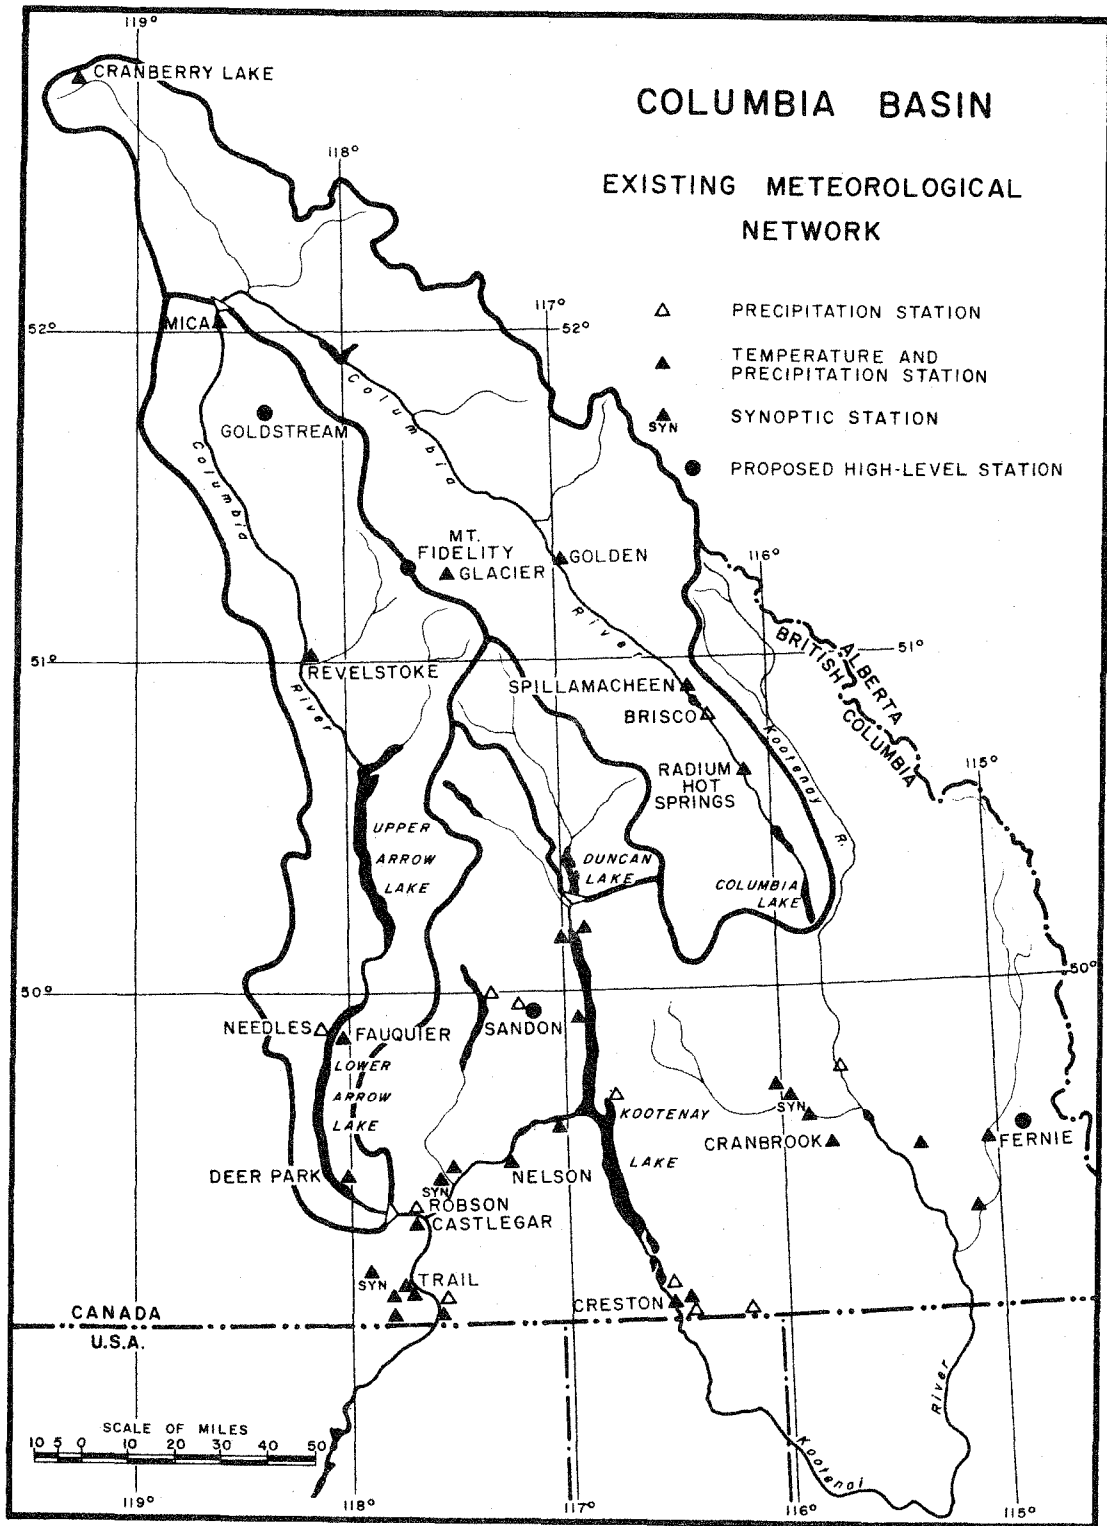 119°
CRANBERRY LAKE
COLUMBIA BASIN
118°
EXISTING METEOROLOGICAL
NETWORK
117°
PRECIPITATION STATION
MICA
52°
52°
TEMPERATURE AND
PRECIPITATION STATION
Columbia
SYNOPTIC STATION
SYN
GOLDSTREAM
Columbia
PROPOSED HIGH-LEVEL STATION
MT.
FIDELITY
GLACIER
GOLDEN
116°
River
ALBERTA
BRITISH
COLUMBIA
51°
51°
REVELSTOKE
River
SPILLAMACHEEN
BRISCO
Kootenay R.
RADIUM
HOT
SPRINGS
115°
UPPER
ARROW
LAKE
DUNCAN
LAKE
COLUMBIA
LAKE
50°
50°
NEEDLES
FAUQUIER
SANDON
LOWER
ARROW
LAKE
KOOTENAY
LAKE
SYN
CRANBROOK
FERNIE
DEER PARK
NELSON
SYN
ROBSON
CASTLEGAR
SYN
TRAIL
CRESTON
CANADA
U.S.A.
River
Kootenai
SCALE OF MILES
10 5 0 10 20 30 40 50
119°
118°
117°
116°
115°